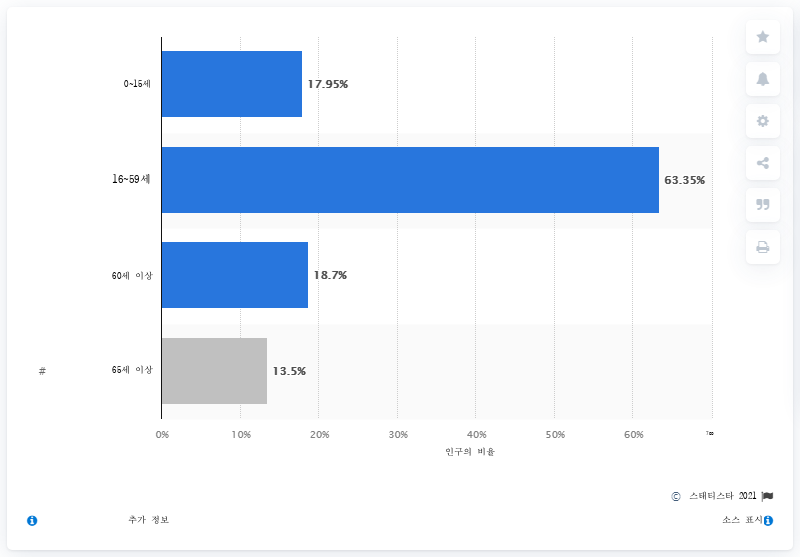 0~15세
17.95%
16~59세
63.35%
60세 이상
18.7%
#
65세 이상
13.5%
0%
10%
20%
30%
40%
50%
60%
인구의 비율
© 스태티스타 2021
추가 정보
소스 표시